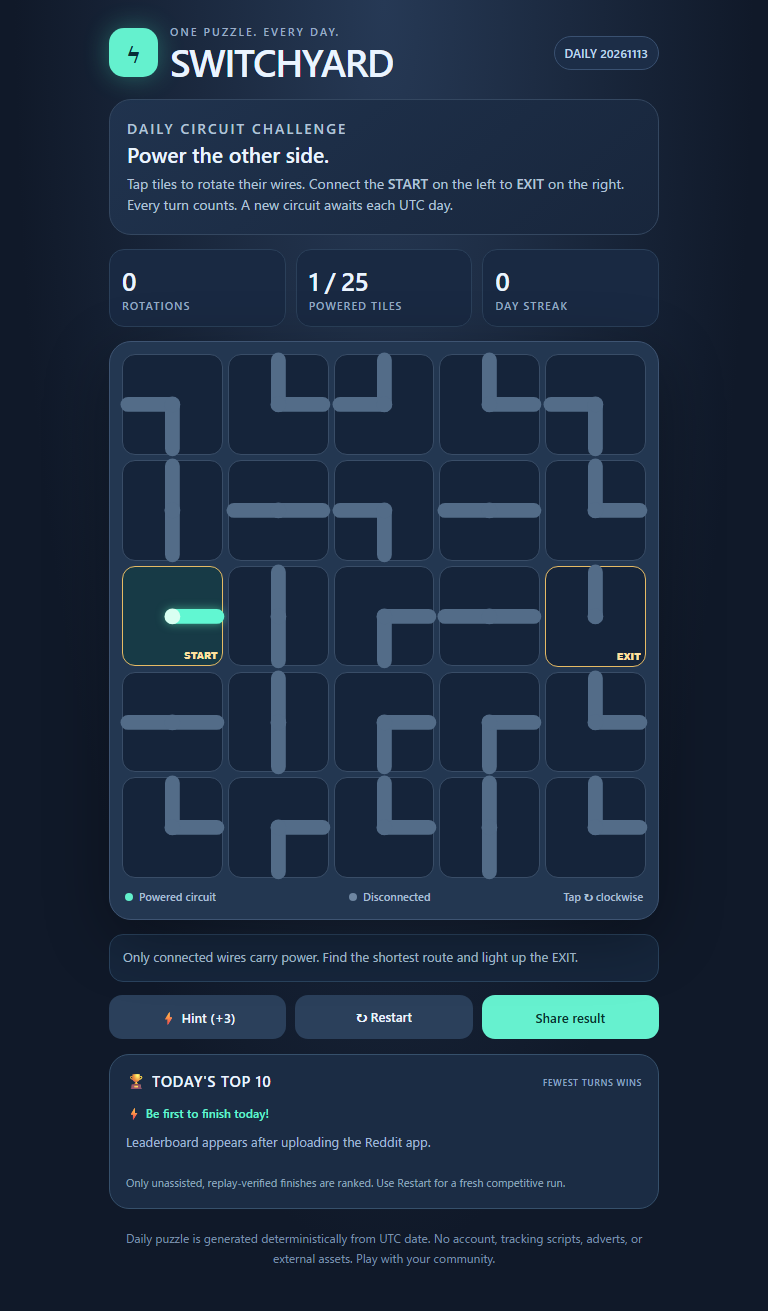 ONE PUZZLE. EVERY DAY.
SWITCHYARD
DAILY 20261113
DAILY CIRCUIT CHALLENGE
Power the other side.
Tap tiles to rotate their wires. Connect the START on the left to EXIT on the right.
Every turn counts. A new circuit awaits each UTC day.
0
ROTATIONS
1 / 25
POWERED TILES
0
DAY STREAK
START
EXIT
Powered circuit
Disconnected
Tap ↻ clockwise
Only connected wires carry power. Find the shortest route and light up the EXIT.
Hint (+3)
↻ Restart
Share result
TODAY'S TOP 10
FEWEST TURNS WINS
Be first to finish today!
Leaderboard appears after uploading the Reddit app.
Only unassisted, replay-verified finishes are ranked. Use Restart for a fresh competitive run.
Daily puzzle is generated deterministically from UTC date. No account, tracking scripts, adverts, or
external assets. Play with your community.